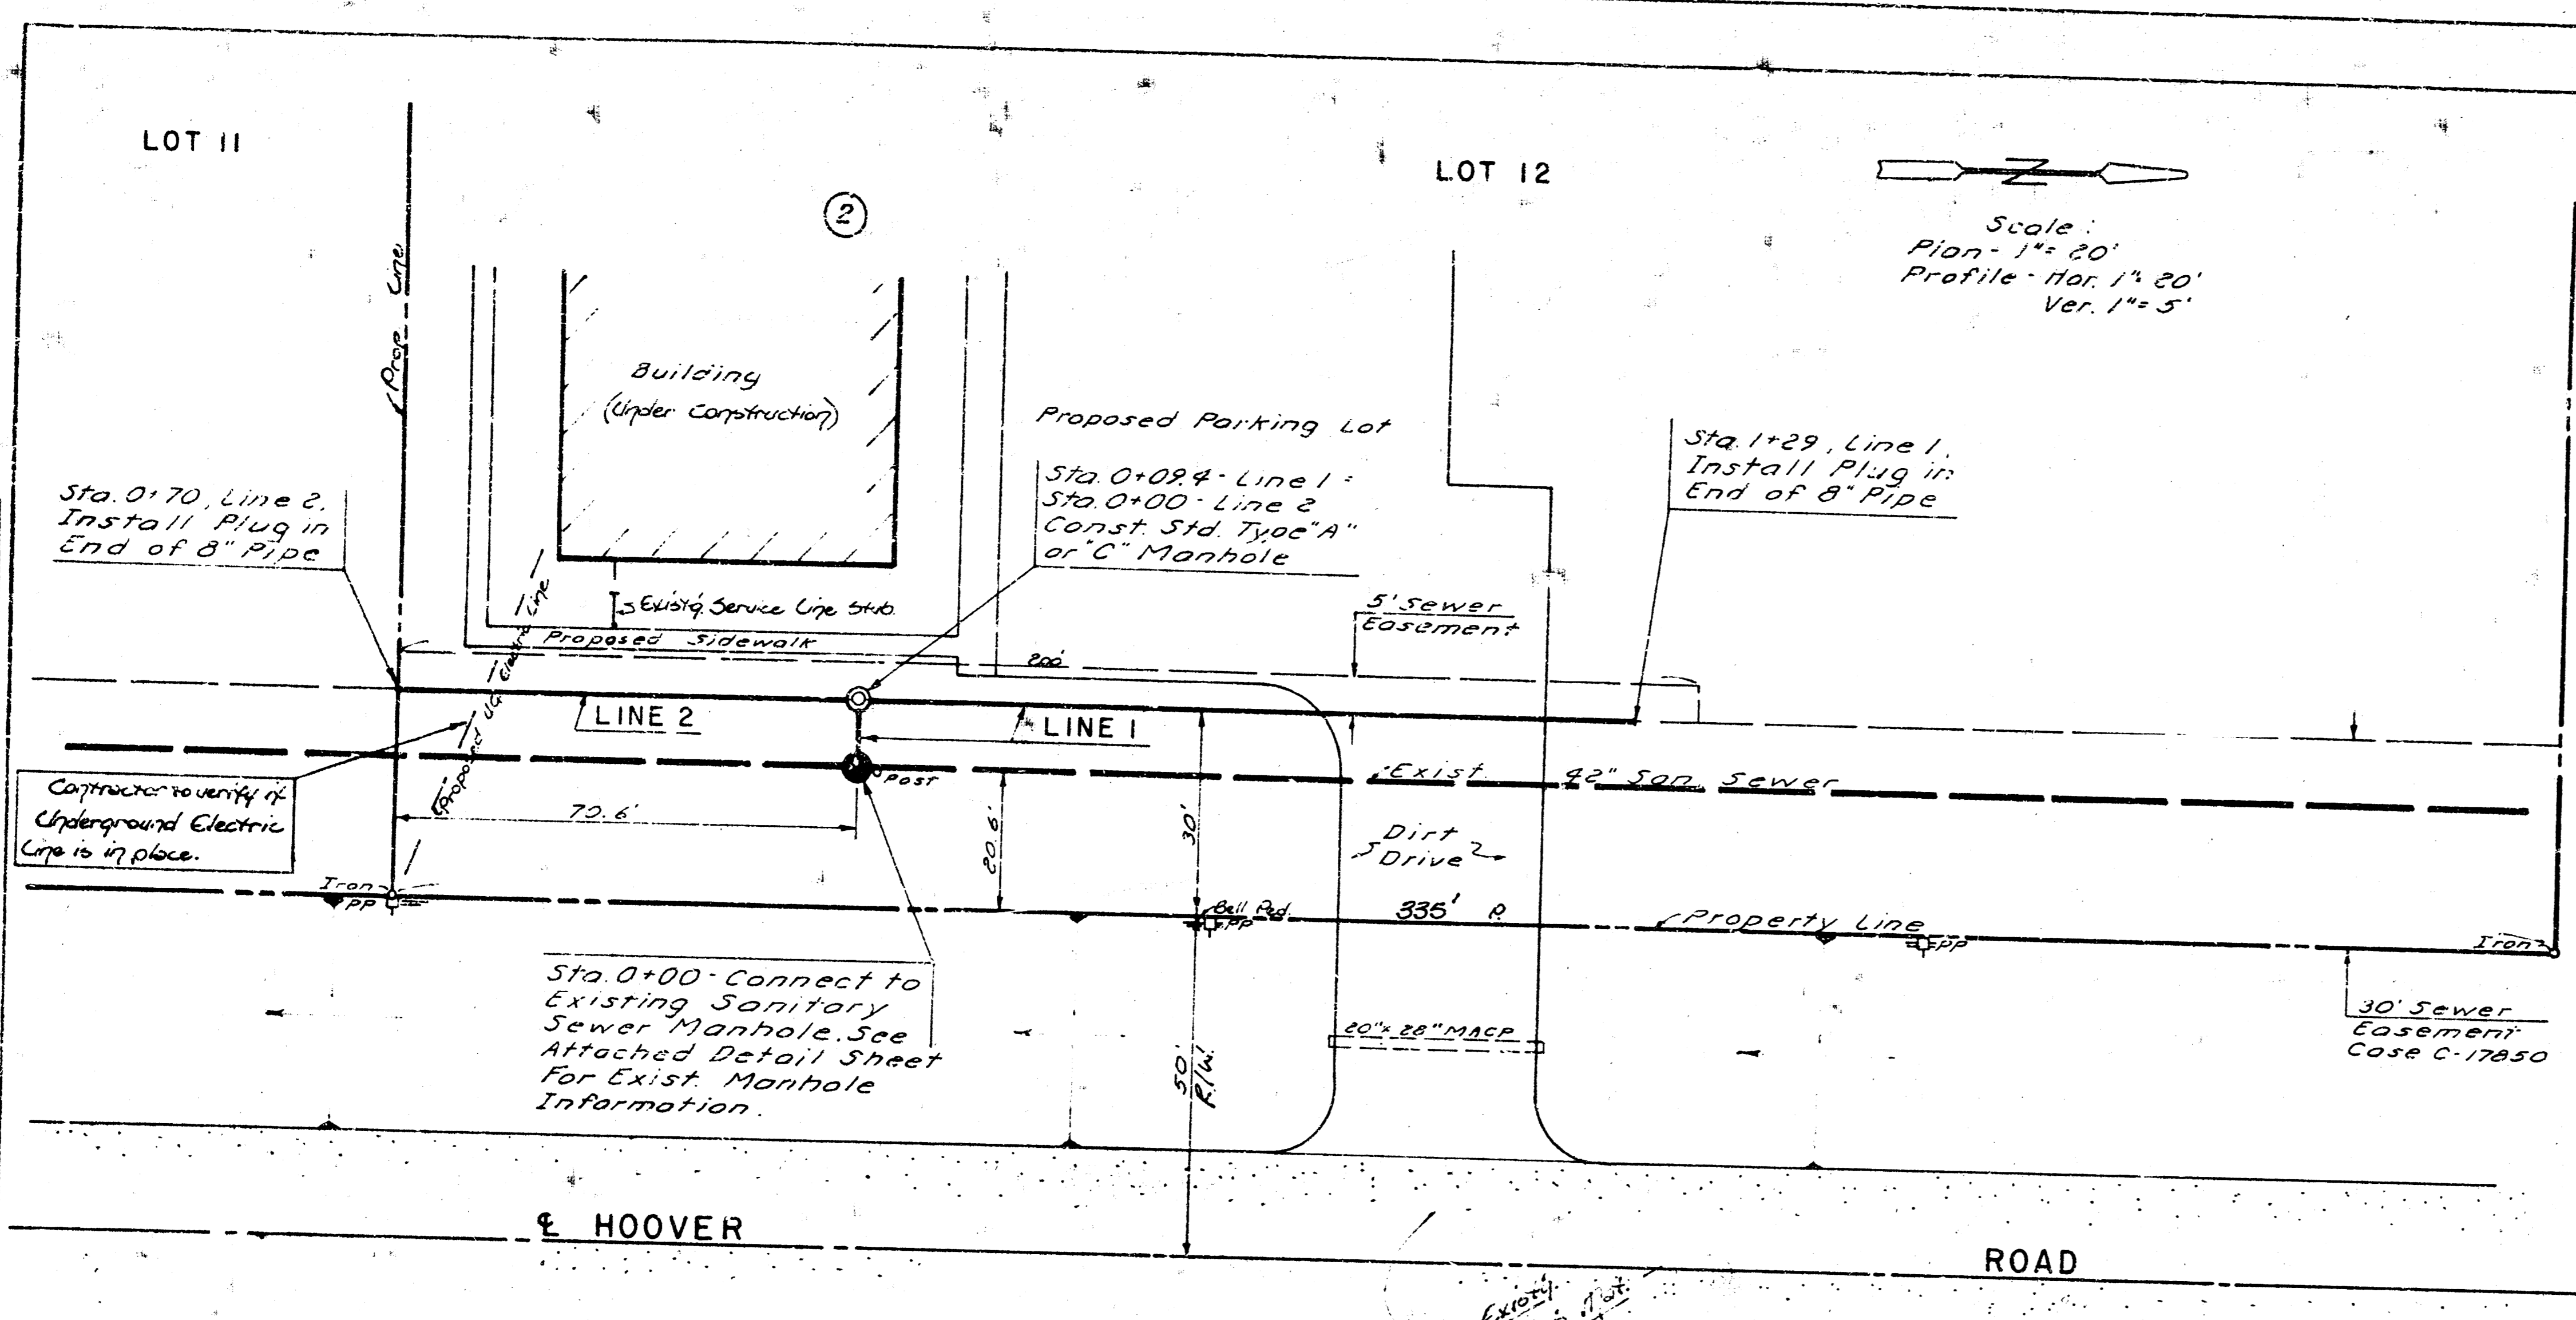 LOT 11
LOT 12
2
Scale :
Plan - 1" = 20'
Profile - Hor. 1" = 20'
Ver. 1" = 5'
Prop. Line
Building
(Under Construction)
Proposed Parking Lot
Sta. 0+70, Line 2.
Install Plug in
End of 8" Pipe
Sta. 0+09.4 - Line 1 =
Sta. 0+00 - Line 2
Const. Std. Type "A"
or "C" Manhole
Sta. 1+29, Line 1.
Install Plug in
End of 8" Pipe
Exist'g. Service Line Stub.
Proposed Sidewalk
200'
5' Sewer
Easement
LINE 2
LINE 1
Proposed UG Electric Line
Post
Exist. 42" San. Sewer
Contractor to verify if
Underground Electric
Line is in place.
70.6'
20.6'
30'
Dirt
Drive
Iron
PP
Bell Ped.
PP
335' P.
Property Line
PP
Iron
Sta. 0+00 - Connect to
Existing Sanitary
Sewer Manhole. See
Attached Detail Sheet
For Exist. Manhole
Information.
50'
R/W.
20" x 28" MACP
30' Sewer
Easement
Case C-17850
℄ HOOVER
ROAD